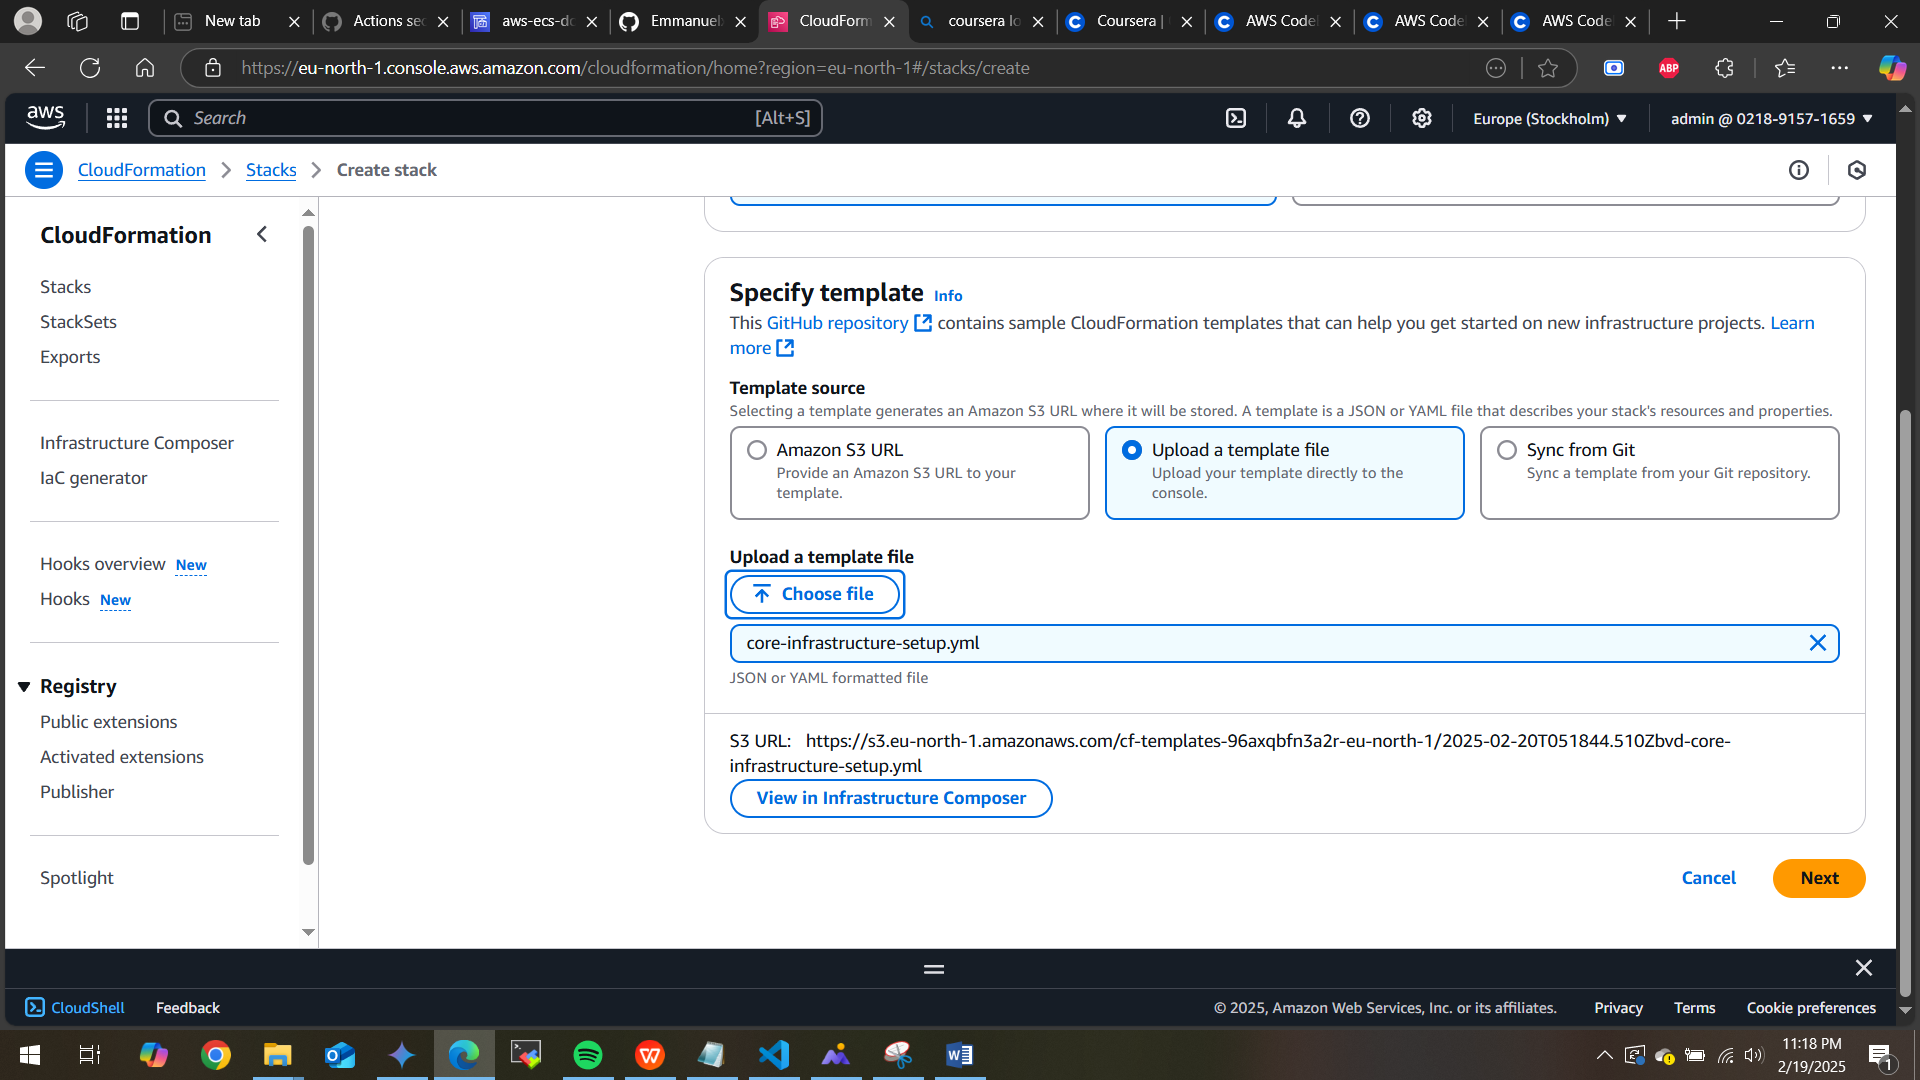 New tab
Actions sec
aws-ecs-do
Emmanuel
CloudForm
coursera lo
Coursera |
AWS Code
AWS Code
AWS Code
https://eu-north-1.console.aws.amazon.com/cloudformation/home?region=eu-north-1#/stacks/create
ABP
aws
Search
[Alt+S]
Europe (Stockholm)
admin @ 0218-9157-1659
CloudFormation
Stacks
Create stack
CloudFormation
Stacks
StackSets
Exports
Infrastructure Composer
IaC generator
Hooks overview New
Hooks New
Registry
Public extensions
Activated extensions
Publisher
Spotlight
Specify template Info
This GitHub repository contains sample CloudFormation templates that can help you get started on new infrastructure projects. Learn
more
Template source
Selecting a template generates an Amazon S3 URL where it will be stored. A template is a JSON or YAML file that describes your stack's resources and properties.
Amazon S3 URL
Provide an Amazon S3 URL to your
template.
Upload a template file
Upload your template directly to the
console.
Sync from Git
Sync a template from your Git repository.
Upload a template file
Choose file
core-infrastructure-setup.yml
JSON or YAML formatted file
S3 URL: https://s3.eu-north-1.amazonaws.com/cf-templates-96axqbfn3a2r-eu-north-1/2025-02-20T051844.510Zbvd-core-
infrastructure-setup.yml
View in Infrastructure Composer
Cancel
Next
CloudShell
Feedback
© 2025, Amazon Web Services, Inc. or its affiliates.
Privacy
Terms
Cookie preferences
11:18 PM
2/19/2025
1